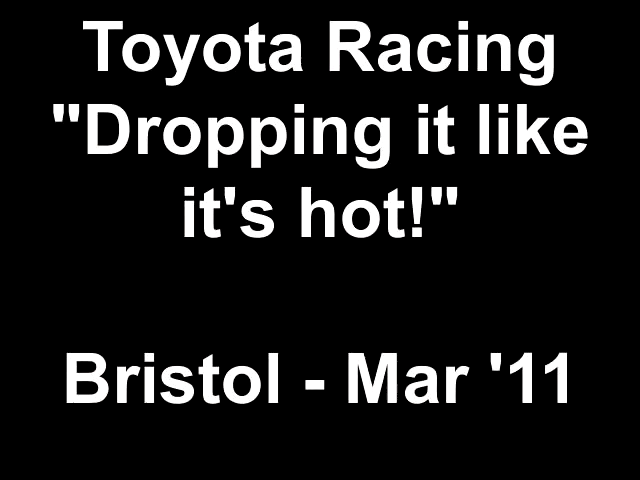 Toyota Racing
"Dropping it like
it's hot!"
Bristol - Mar '11